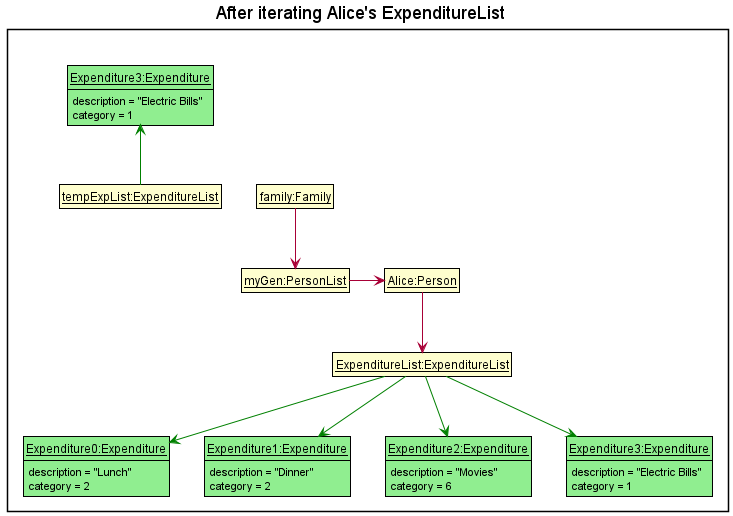 After iterating Alice's ExpenditureList
Expenditure3:Expenditure
description = "Electric Bills"
category = 1
tempExpList:ExpenditureList
family:Family
myGen:PersonList
Alice:Person
ExpenditureList:ExpenditureList
Expenditure0:Expenditure
description = "Lunch"
category = 2
Expenditure1:Expenditure
description = "Dinner"
category = 2
Expenditure2:Expenditure
description = "Movies"
category = 6
Expenditure3:Expenditure
description = "Electric Bills"
category = 1